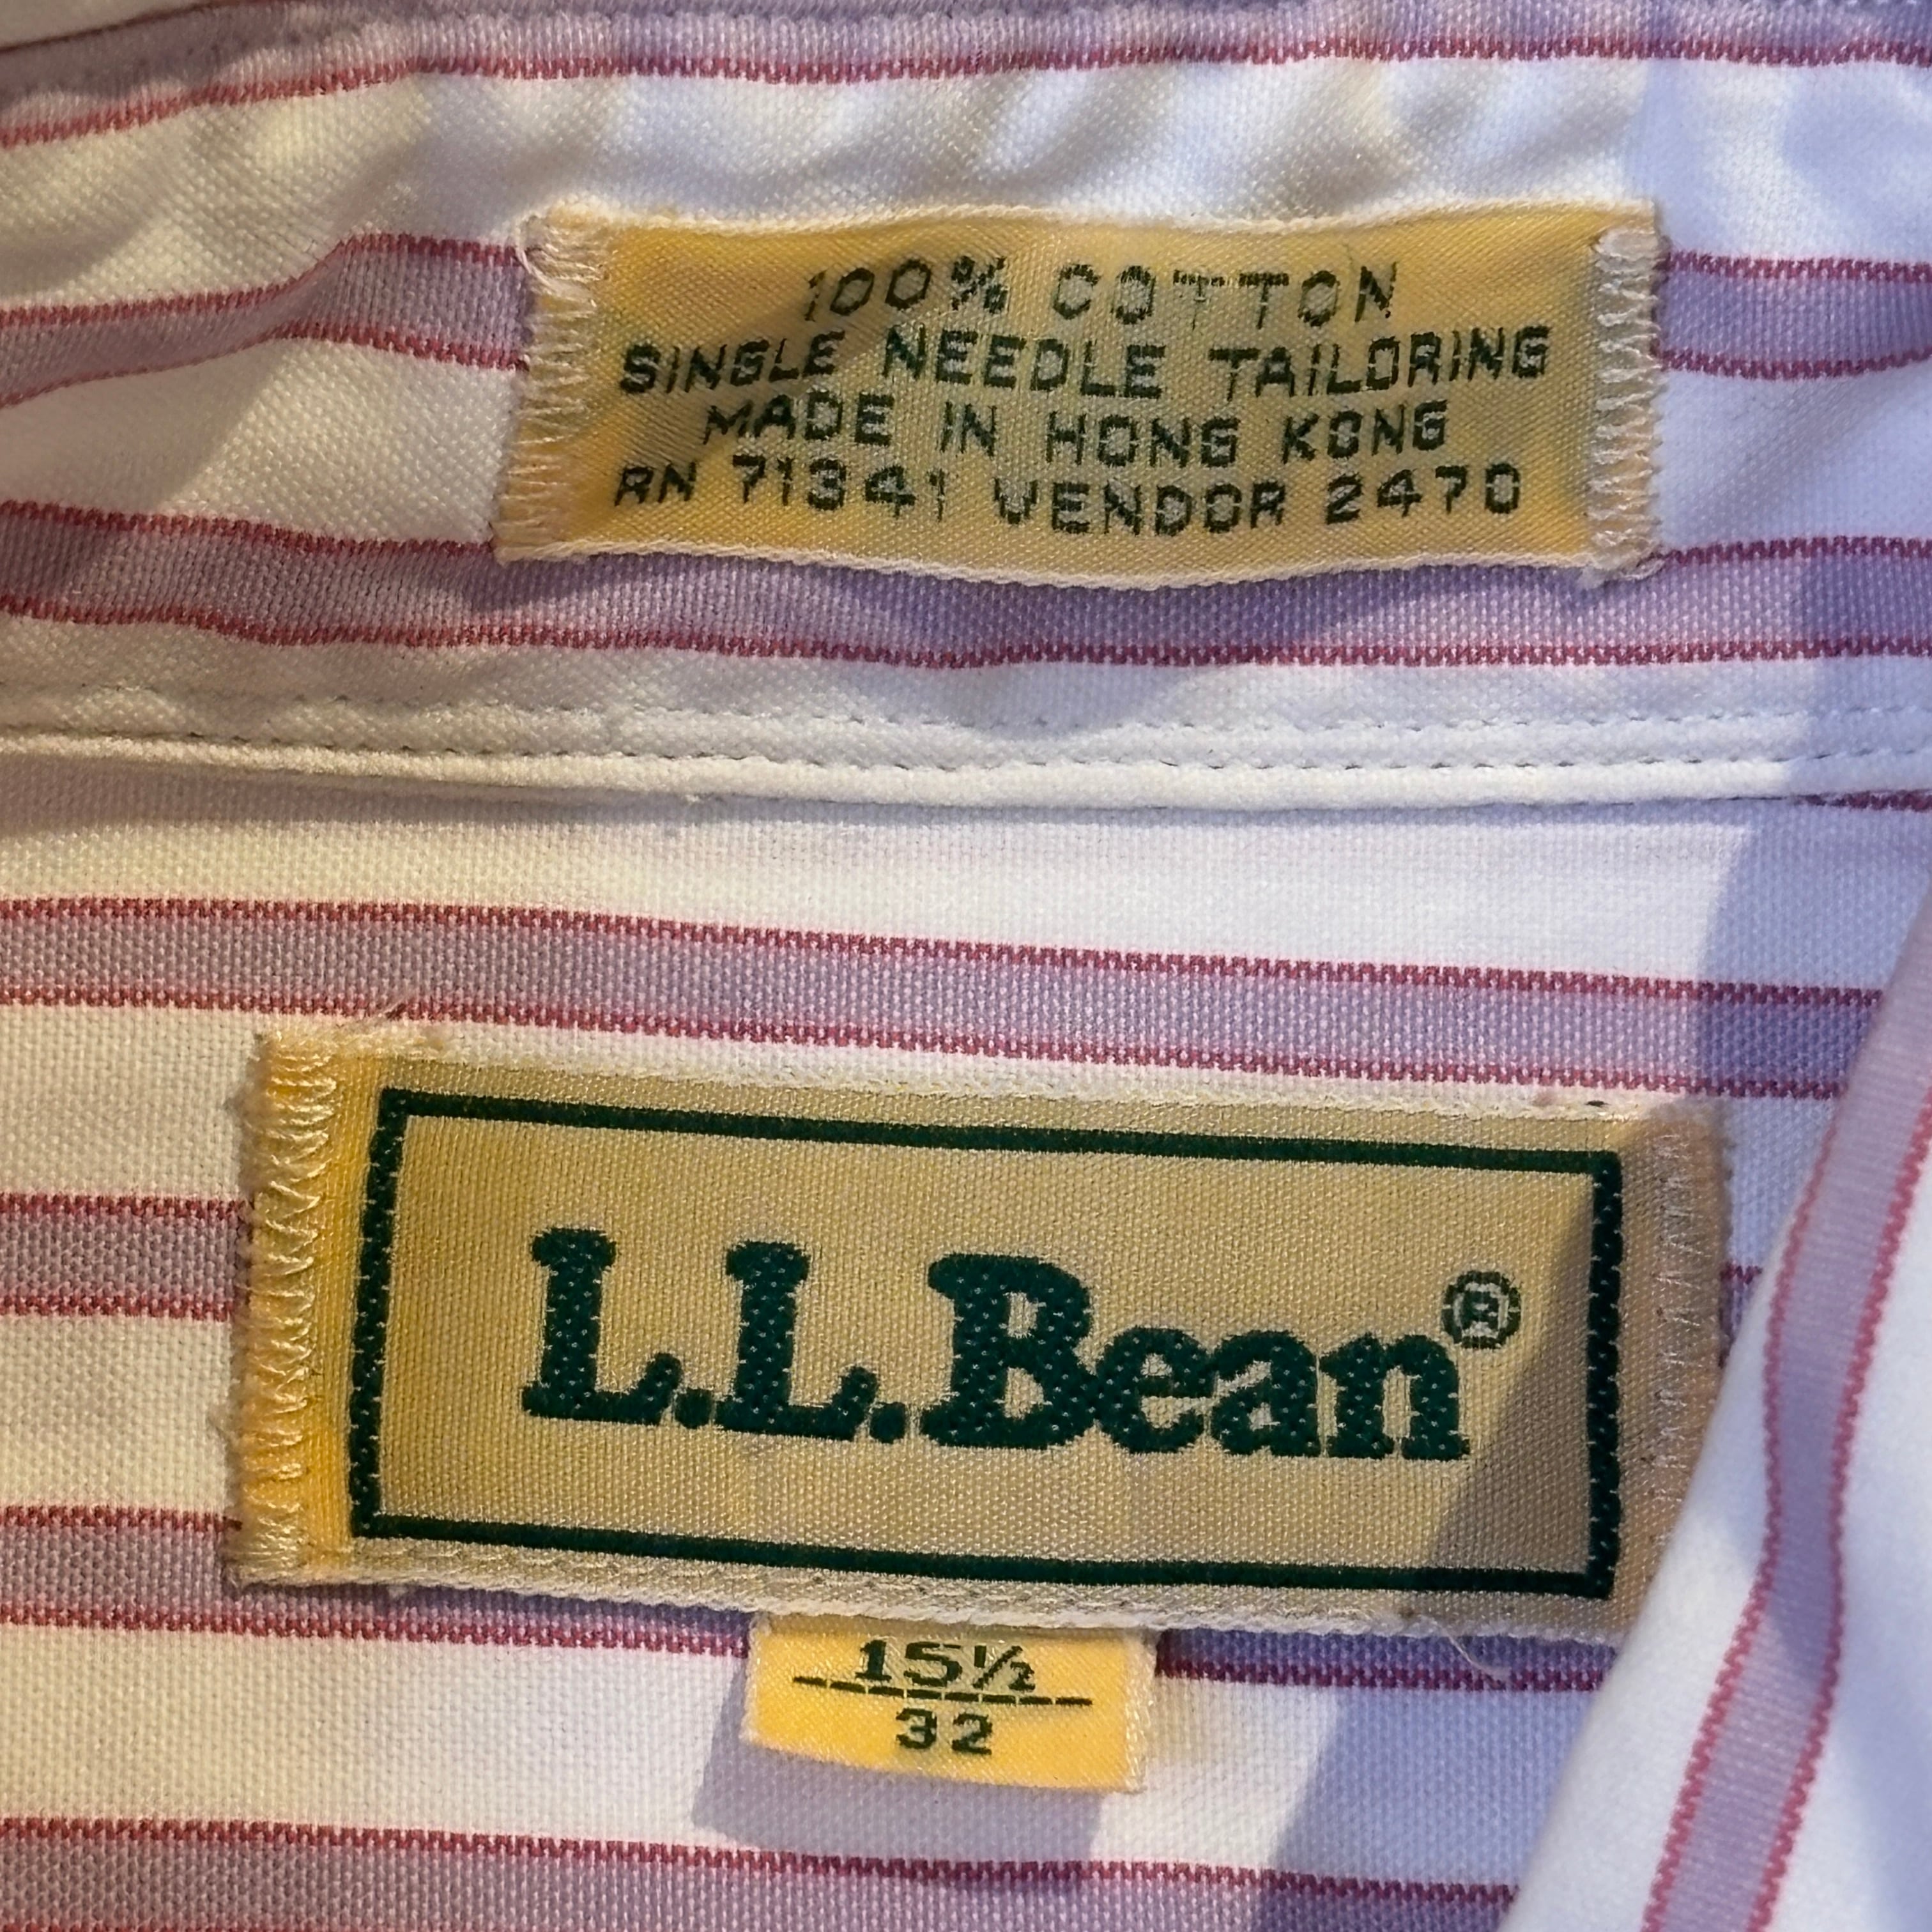 100% COTTON
SINGLE NEEDLE TAILORING
MADE IN HONG KONG
RN 71341 VENDOR 2470
L.L.Bean®
15½
32